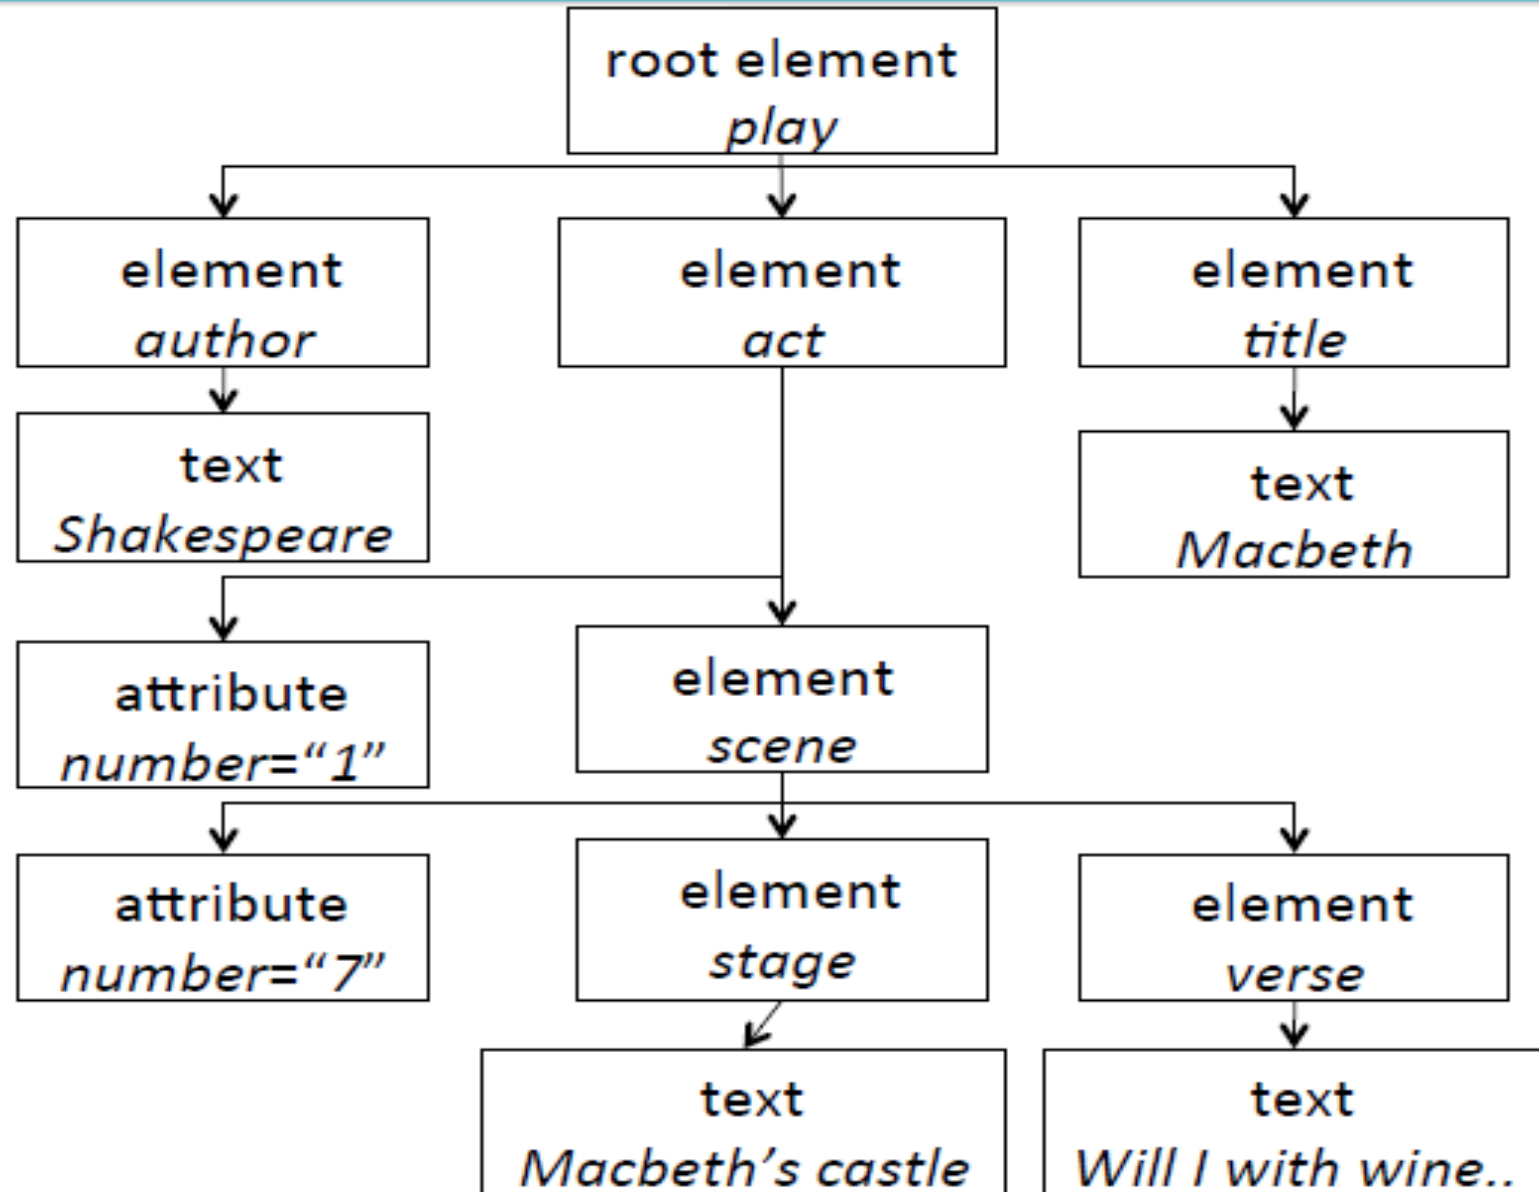 root element
play
element
author
element
act
element
title
text
Shakespeare
text
Macbeth
attribute
number=“1”
element
scene
attribute
number=“7”
element
stage
element
verse
text
Macbeth’s castle
text
Will I with wine..